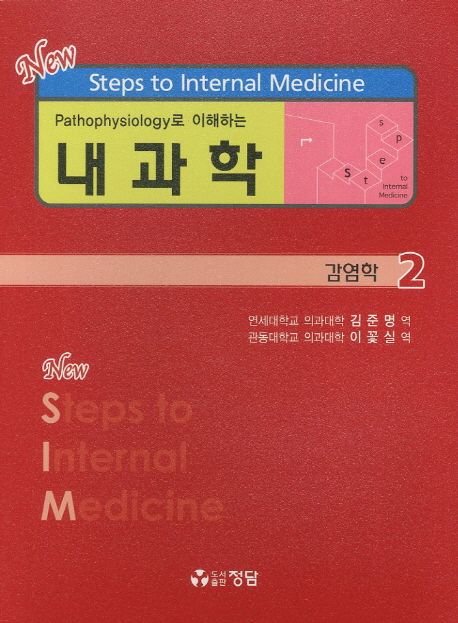 New
Steps to Internal Medicine
Pathophysiology로 이해하는
내과학
s
p
e
t
S
to
Internal
Medicine
감염학 2
연세대학교 의과대학 김준명 역
관동대학교 의과대학 이꽃실 역
New
Steps to
Internal
Medicine
도서출판 정담